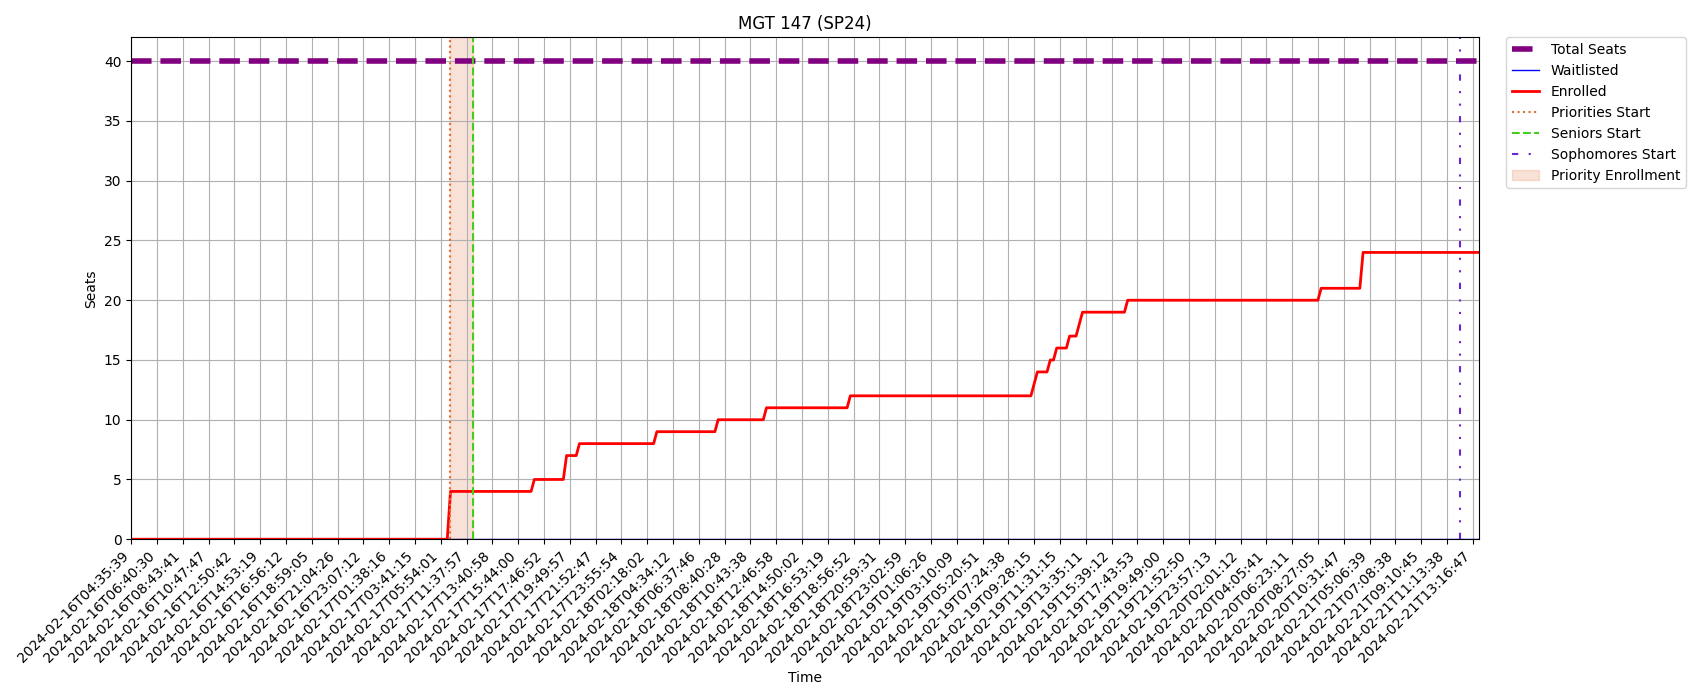 MGT 147 (SP24)
Total Seats
Waitlisted
Enrolled
Priorities Start
Seniors Start
Sophomores Start
Priority Enrollment
Seats
40
35
30
25
20
15
10
5
0
2024-02-16T04:35:39
2024-02-16T06:40:30
2024-02-16T08:43:41
2024-02-16T10:47:47
2024-02-16T12:50:42
2024-02-16T14:53:19
2024-02-16T16:56:12
2024-02-16T18:59:05
2024-02-16T21:04:26
2024-02-16T23:07:12
2024-02-17T01:38:16
2024-02-17T03:41:15
2024-02-17T05:54:01
2024-02-17T11:37:57
2024-02-17T13:40:58
2024-02-17T15:44:00
2024-02-17T17:46:52
2024-02-17T19:49:57
2024-02-17T21:52:47
2024-02-17T23:55:54
2024-02-18T02:18:02
2024-02-18T04:34:12
2024-02-18T06:37:46
2024-02-18T08:40:28
2024-02-18T10:43:38
2024-02-18T12:46:58
2024-02-18T14:50:02
2024-02-18T16:53:19
2024-02-18T18:56:52
2024-02-18T20:59:31
2024-02-18T23:02:59
2024-02-19T01:06:26
2024-02-19T03:10:09
2024-02-19T05:20:51
2024-02-19T07:24:38
2024-02-19T09:28:15
2024-02-19T11:31:15
2024-02-19T13:35:11
2024-02-19T15:39:12
2024-02-19T17:43:53
2024-02-19T19:49:00
2024-02-19T21:52:50
2024-02-19T23:57:13
2024-02-20T02:01:12
2024-02-20T04:05:41
2024-02-20T06:23:11
2024-02-20T08:27:05
2024-02-20T10:31:47
2024-02-21T05:06:39
2024-02-21T07:08:38
2024-02-21T09:10:45
2024-02-21T11:13:38
2024-02-21T13:16:47
Time